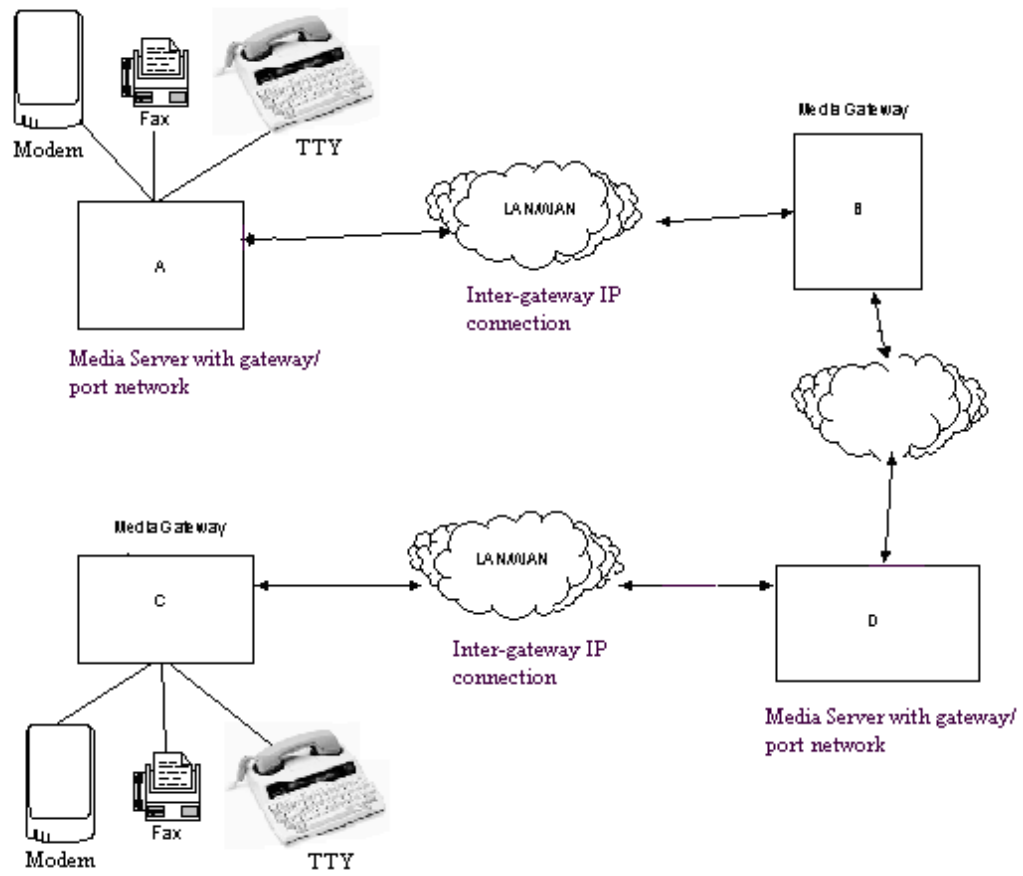 Fax
Modem
TTY
Media Gateway
LAN/WAN
B
A
Inter-gateway IP
connection
Media Server with gateway/
port network
Media Gateway
LAN/WAN
C
D
Inter-gateway IP
connection
Media Server with gateway/
port network
Fax
Modem
TTY